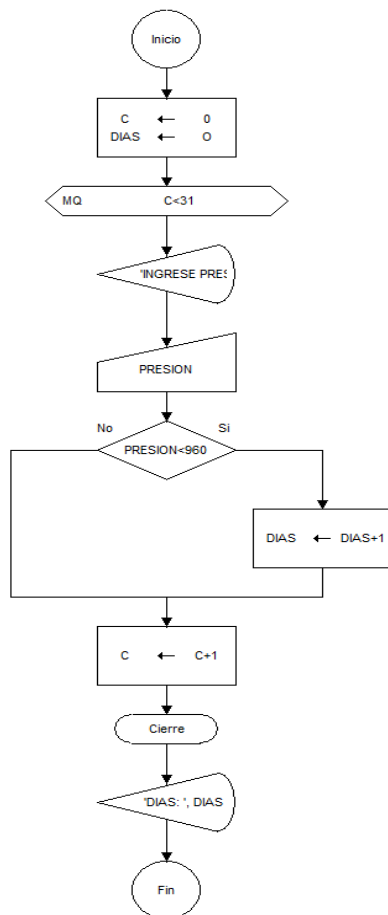 Inicio
C ← 0
DIAS ← O
MQ C<31
'INGRESE PRES
PRESION
No Si
PRESION<960
DIAS ← DIAS+1
C ← C+1
Cierre
'DIAS: ', DIAS
Fin